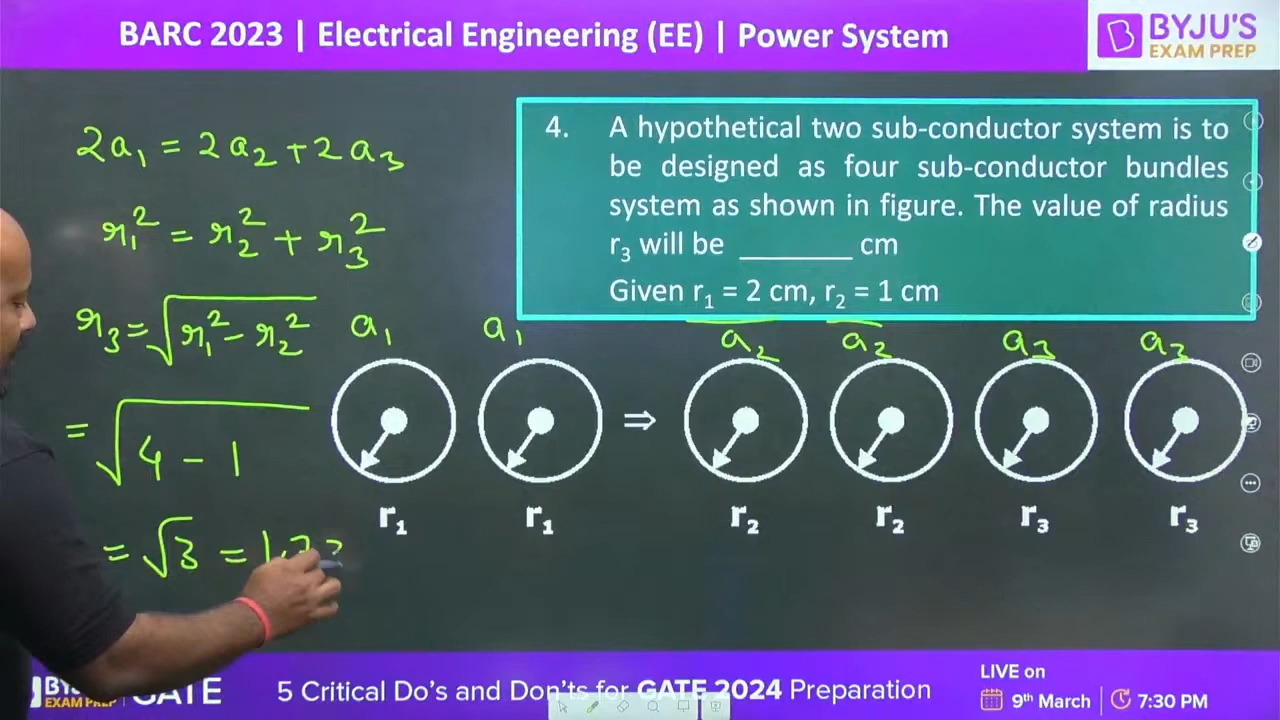 BARC 2023 | Electrical Engineering (EE) | Power System
BYJU'S
EXAM PREP
4. A hypothetical two sub-conductor system is to
be designed as four sub-conductor bundles
system as shown in figure. The value of radius
r₃ will be ________ cm
Given r₁ = 2 cm, r₂ = 1 cm
2a₁ = 2a₂ + 2a₃
r₁² = r₂² + r₃²
r₃ = √r₁² - r₂²
= √4 - 1
= √3 =
a₁ a₁ a₂ a₂ a₃ a₃
⇒
r₁ r₁ r₂ r₂ r₃ r₃
EXAM PREP
GATE
5 Critical Do's and Don'ts for GATE 2024 Preparation
LIVE on
9th March | 7:30 PM